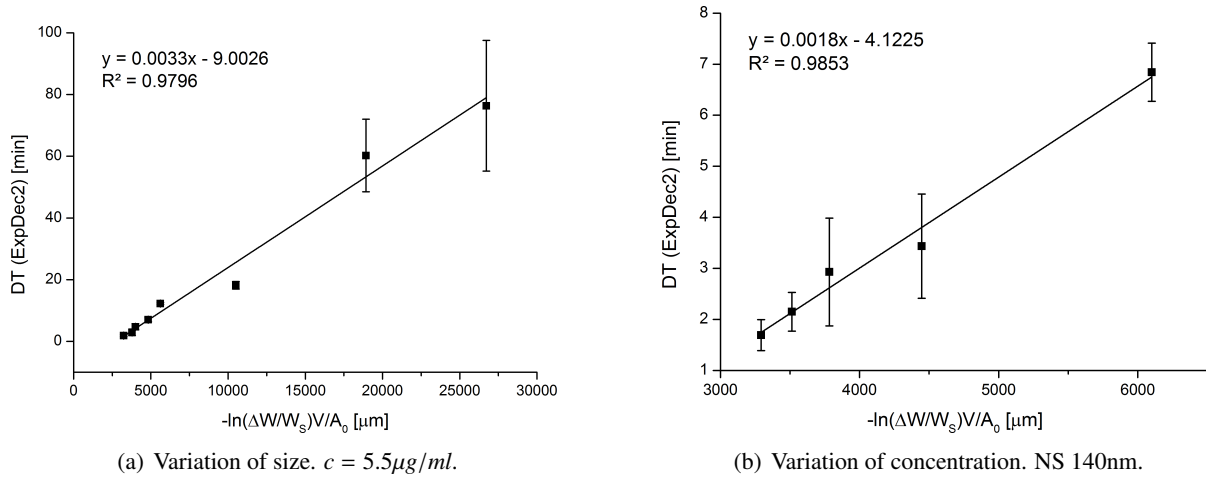 y = 0.0033x - 9.0026
R² = 0.9796
DT (ExpDec2) [min]
100
80
60
40
20
0
0 5000 10000 15000 20000 25000 30000
-ln(ΔW/W_S)V/A_0 [μm]
(a) Variation of size. c = 5.5μg/ml.
y = 0.0018x - 4.1225
R² = 0.9853
DT (ExpDec2) [min]
8
7
6
5
4
3
2
1
3000 4000 5000 6000
-ln(ΔW/W_S)V/A_0 [μm]
(b) Variation of concentration. NS 140nm.